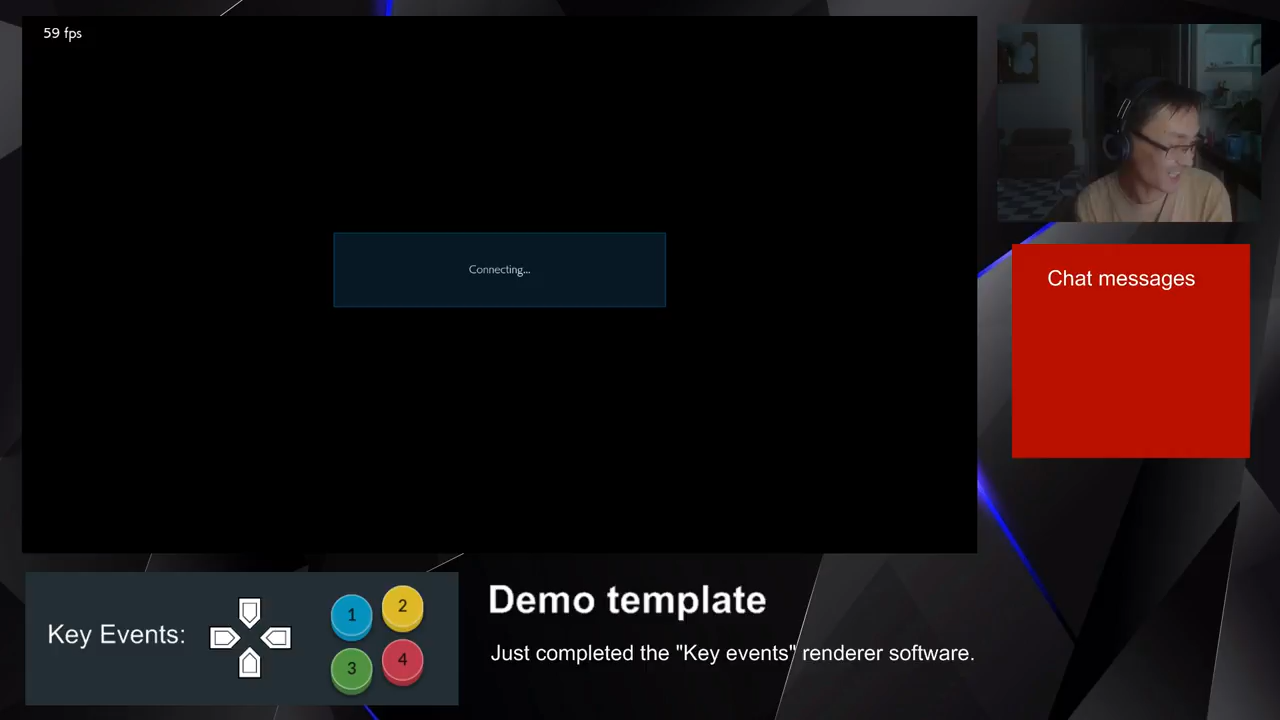 59 fps
Connecting...
Chat messages
Key Events:
1
2
3
4
Demo template
Just completed the "Key events" renderer software.